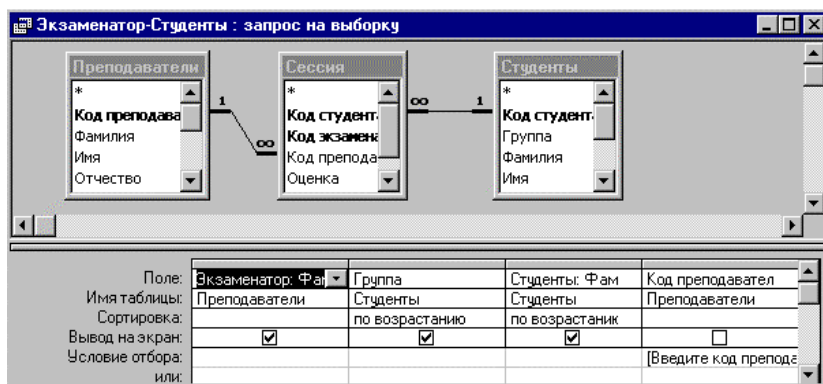 Экзаменатор-Студенты : запрос на выборку
Преподаватели
*
Код преподава
Фамилия
Имя
Отчество
1
∞
Сессия
*
Код студент
Код экзамена
Код препода
Оценка
∞
1
Студенты
*
Код студент
Группа
Фамилия
Имя
Поле: Экзаменатор: Фам Группа Студенты: Фам Код преподавател
Имя таблицы: Преподаватели Студенты Студенты Преподаватели
Сортировка: по возрастанию по возрастаник
Вывод на экран:
Условие отбора: [Введите код препода
или: